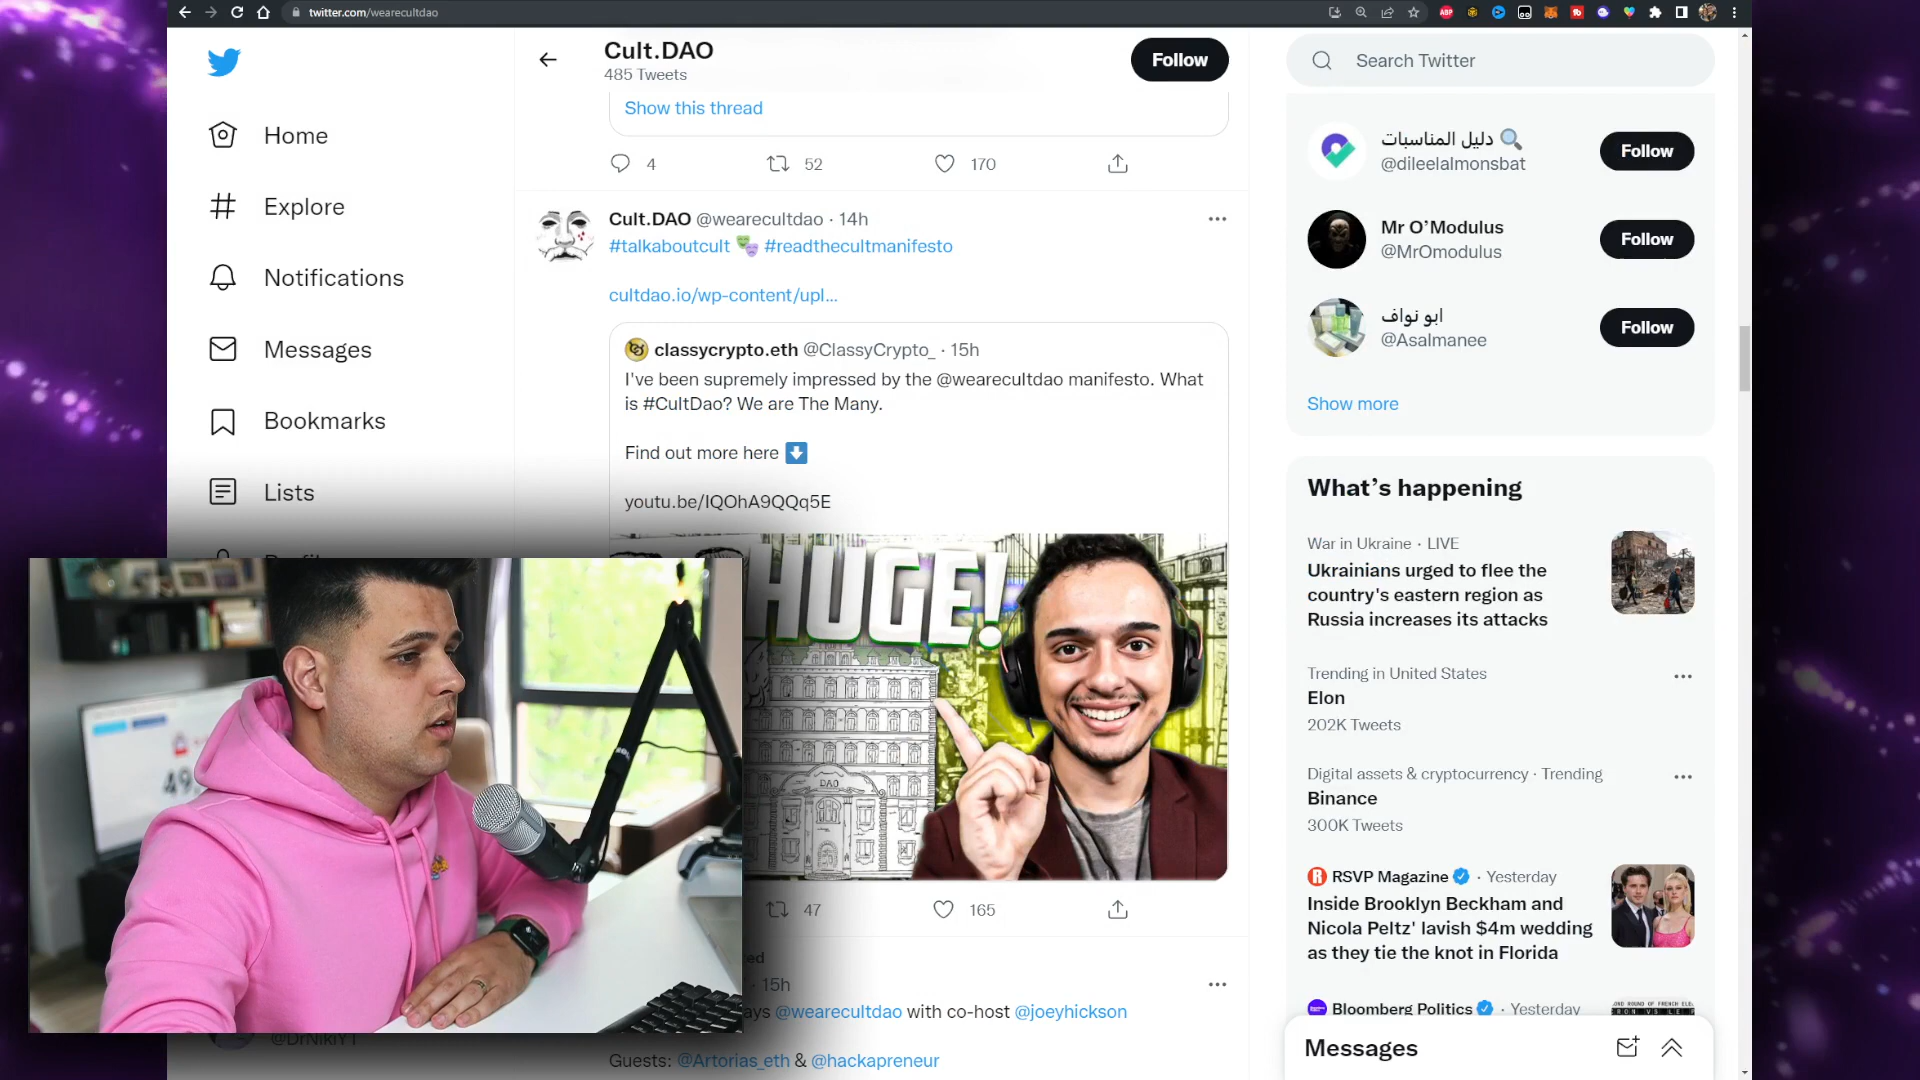 twitter.com/wearecultdao
Cult.DAO
485 Tweets
Follow
Search Twitter
Home
Explore
Notifications
Messages
Bookmarks
Lists
Show this thread
4 52 170
Cult.DAO @wearecultdao · 14h
#talkaboutcult 🎭 #readthecultmanifesto
cultdao.io/wp-content/upl...
classycrypto.eth @ClassyCrypto_ · 15h
I've been supremely impressed by the @wearecultdao manifesto. What
is #CultDao? We are The Many.
Find out more here ⬇️
youtu.be/IQOhA9QQq5E
HUGE!
DAO
47 165
· 15h
@wearecultdao with co-host @joeyhickson
Guests: @Artorias_eth & @hackapreneur
@DrNikiYT
دليل المناسبات 🔍
@dileelalmonsbat
Follow
Mr O’Modulus
@MrOmodulus
Follow
ابو نواف
@Asalmanee
Follow
Show more
What’s happening
War in Ukraine · LIVE
Ukrainians urged to flee the
country's eastern region as
Russia increases its attacks
Trending in United States
Elon
202K Tweets
Digital assets & cryptocurrency · Trending
Binance
300K Tweets
RSVP Magazine · Yesterday
Inside Brooklyn Beckham and
Nicola Peltz' lavish $4m wedding
as they tie the knot in Florida
Bloomberg Politics · Yesterday
Messages